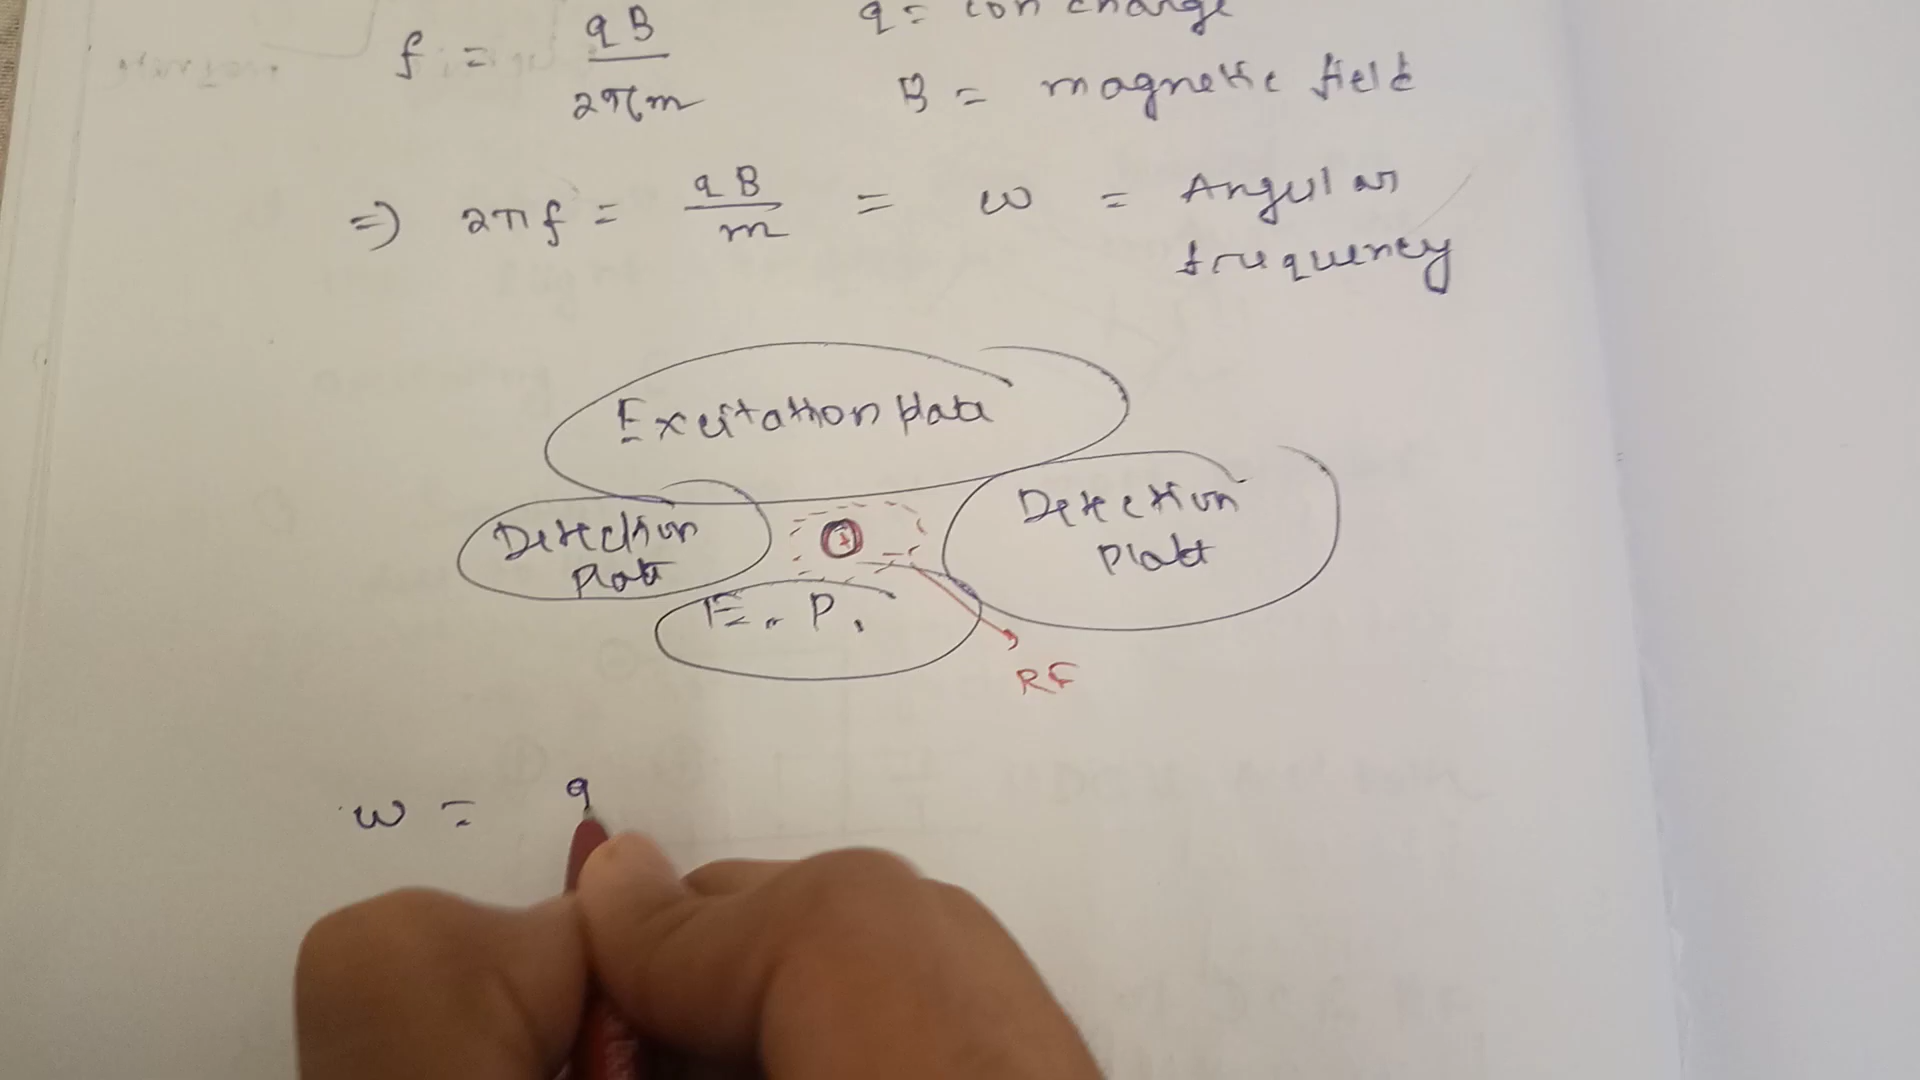 f = qB / 2πm
q = ion charge
B = magnetic field
=) 2πf = qB / m = ω = Angular
frequency
Excitation plate
Detection
plate
+
Detection
Plate
E. P.
RF
ω = q